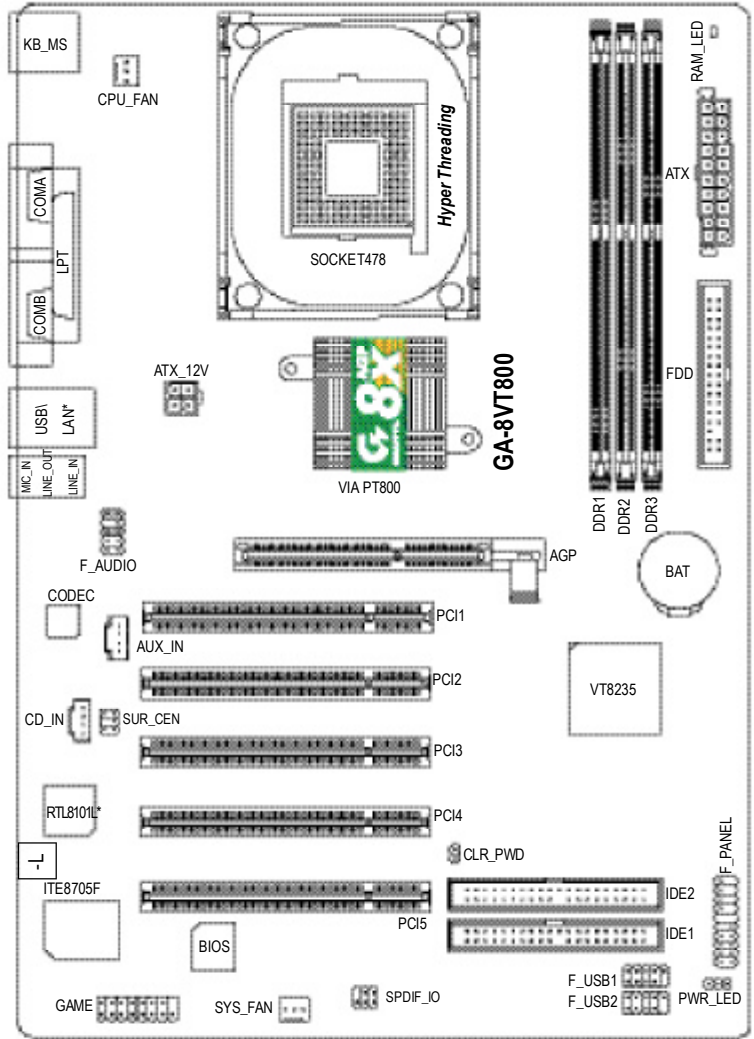 KB_MS
CPU_FAN
RAM_LED
Hyper Threading
COMA
LPT
COMB
ATX
SOCKET478
ATX_12V
8X
FDD
GA-8VT800
USB\
LAN*
MIC_IN
LINE_OUT
LINE_IN
VIA PT800
DDR1
DDR2
DDR3
F_AUDIO
AGP
BAT
CODEC
PCI1
AUX_IN
PCI2
VT8235
CD_IN
SUR_CEN
PCI3
RTL8101L*
PCI4
-L
CLR_PWD
F_PANEL
ITE8705F
IDE2
PCI5
IDE1
BIOS
F_USB1
GAME
SYS_FAN
SPDIF_IO
F_USB2
PWR_LED